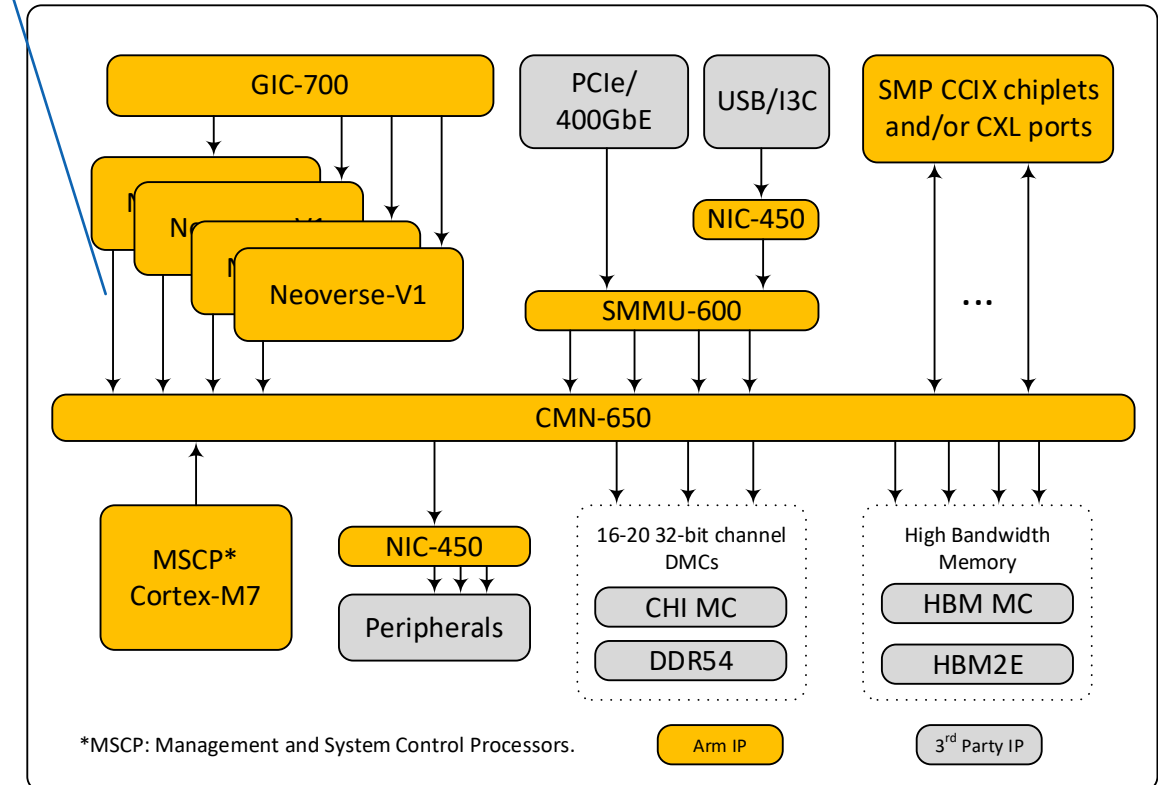 GIC-700
PCIe/
400GbE
USB/I3C
SMP CCIX chiplets
and/or CXL ports
NIC-450
Neoverse-V1
SMMU-600
...
CMN-650
MSCP*
Cortex-M7
NIC-450
Peripherals
16-20 32-bit channel
DMCs
CHI MC
DDR54
High Bandwidth
Memory
HBM MC
HBM2E
*MSCP: Management and System Control Processors.
Arm IP
3rd Party IP